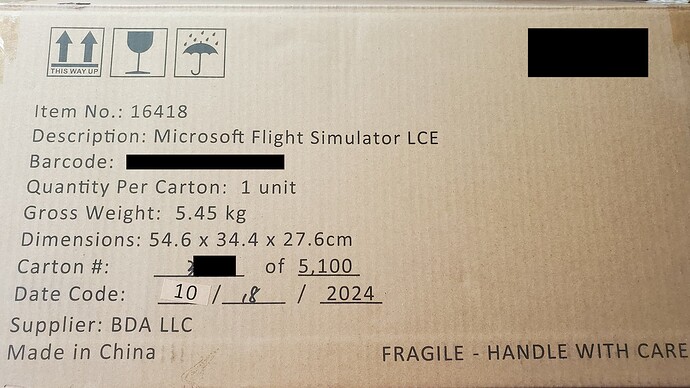 THIS WAY UP
Item No.: 16418
Description: Microsoft Flight Simulator LCE
Barcode:
Quantity Per Carton: 1 unit
Gross Weight: 5.45 kg
Dimensions: 54.6 x 34.4 x 27.6cm
Carton #: of 5,100
Date Code: 10 / 18 / 2024
Supplier: BDA LLC
Made in China
FRAGILE - HANDLE WITH CARE